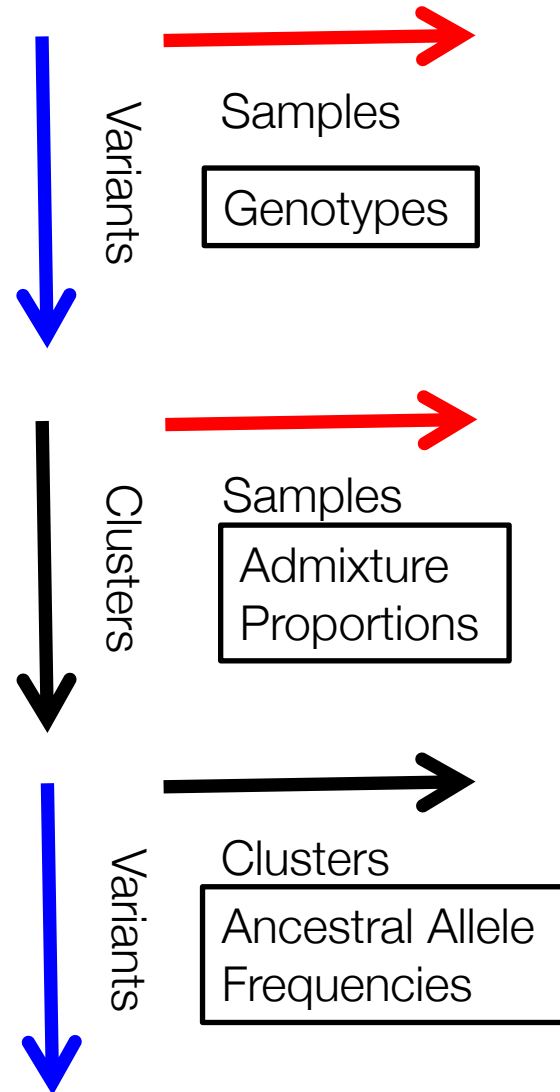 Variants
Samples
Genotypes
Clusters
Samples
Admixture
Proportions
Variants
Clusters
Ancestral Allele
Frequencies